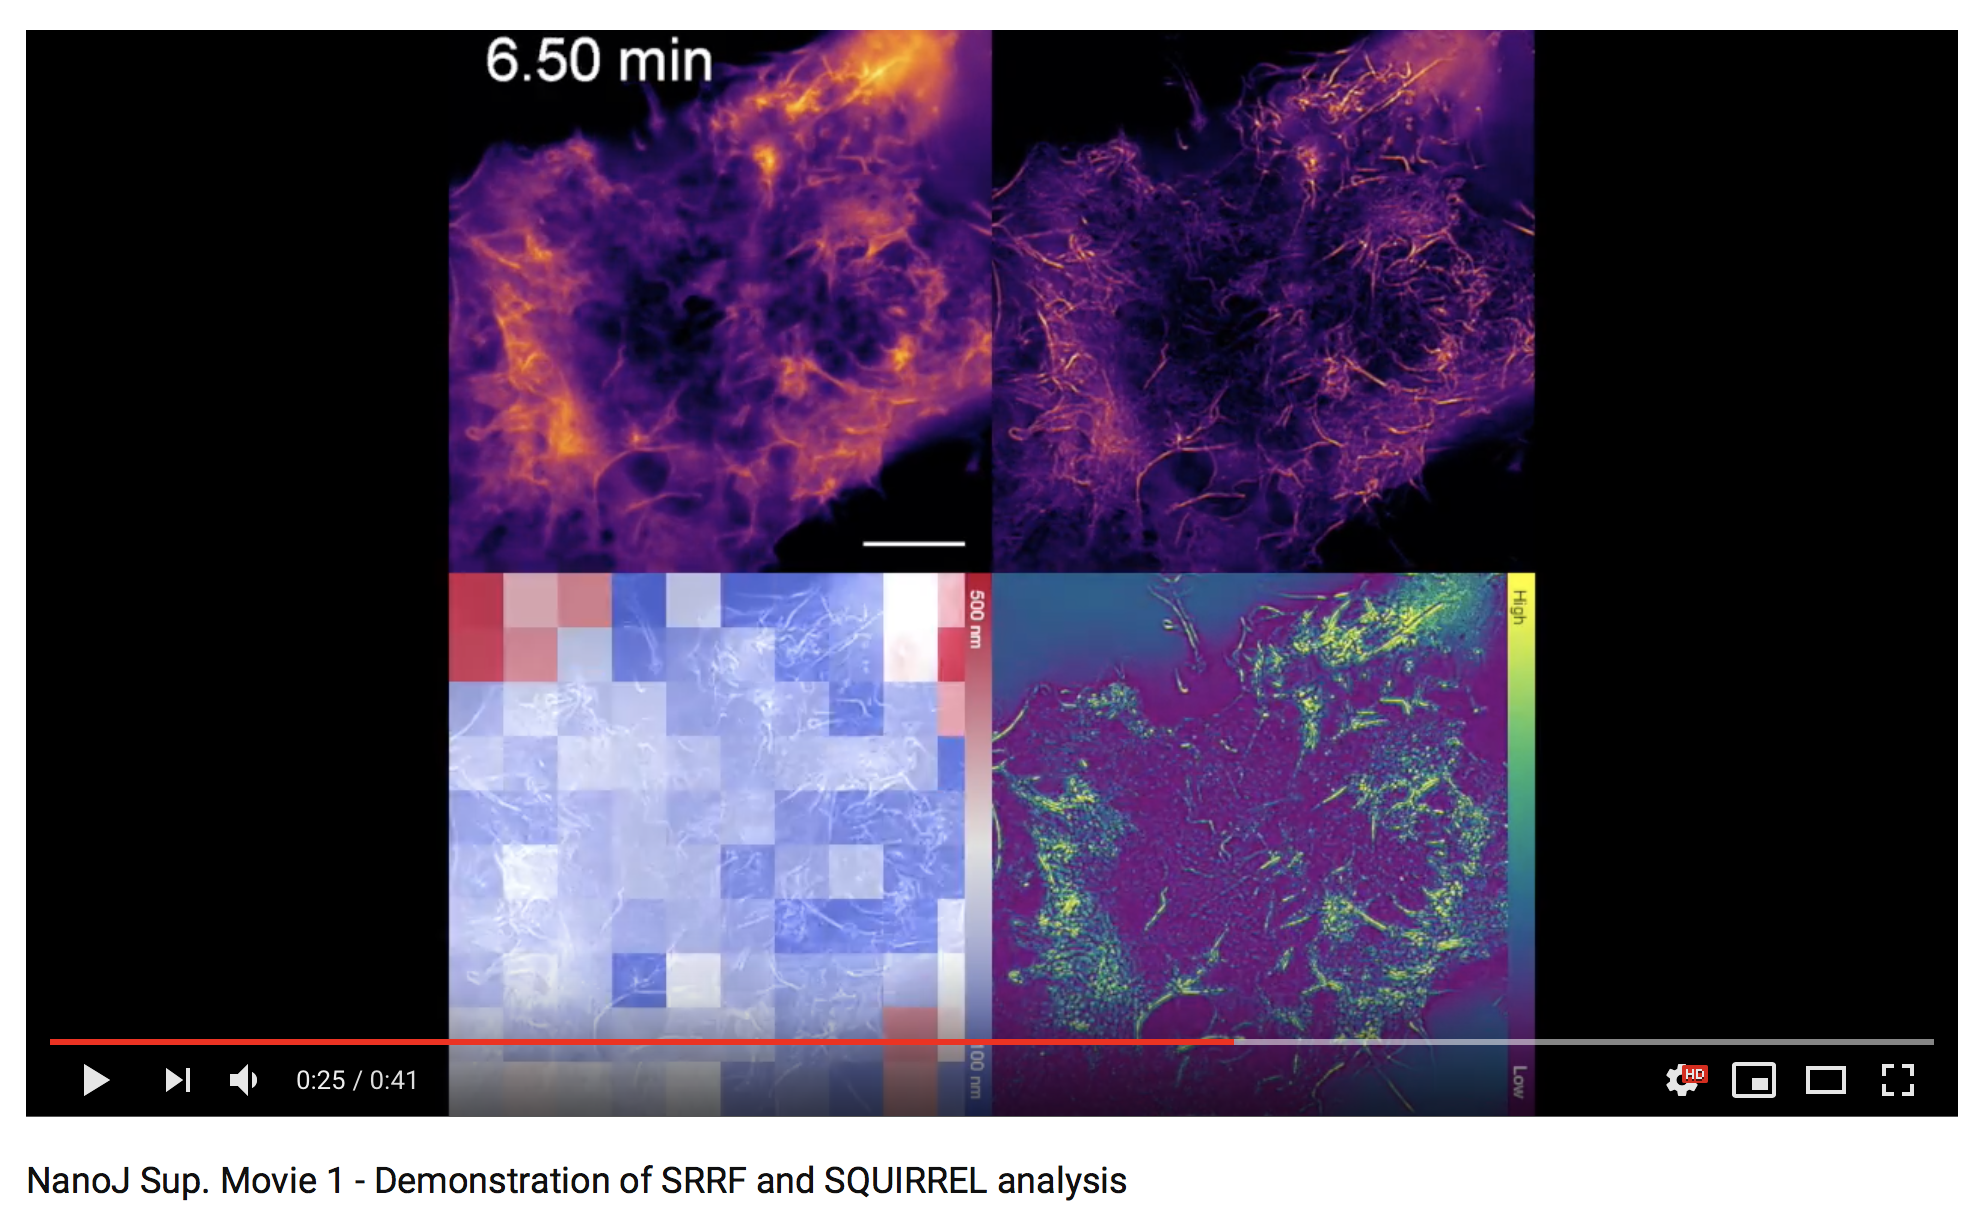 6.50 min
500 nm
High
100 nm
Low
0:25 / 0:41
HD
NanoJ Sup. Movie 1 - Demonstration of SRRF and SQUIRREL analysis